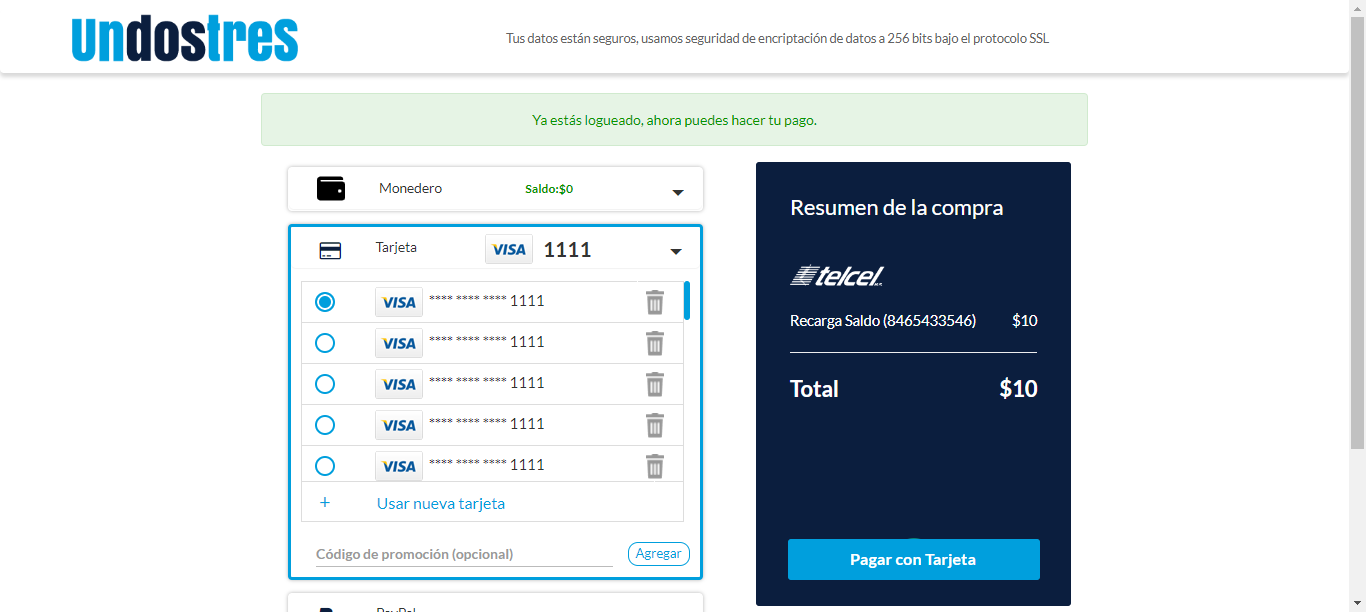 undostres
Tus datos están seguros, usamos seguridad de encriptación de datos a 256 bits bajo el protocolo SSL
Ya estás logueado, ahora puedes hacer tu pago.
Monedero Saldo:$0
Tarjeta VISA 1111
VISA **** **** **** 1111
VISA **** **** **** 1111
VISA **** **** **** 1111
VISA **** **** **** 1111
VISA **** **** **** 1111
+ Usar nueva tarjeta
Código de promoción (opcional) Agregar
PayPal
Resumen de la compra
telcel
Recarga Saldo (8465433546) $10
Total $10
Pagar con Tarjeta